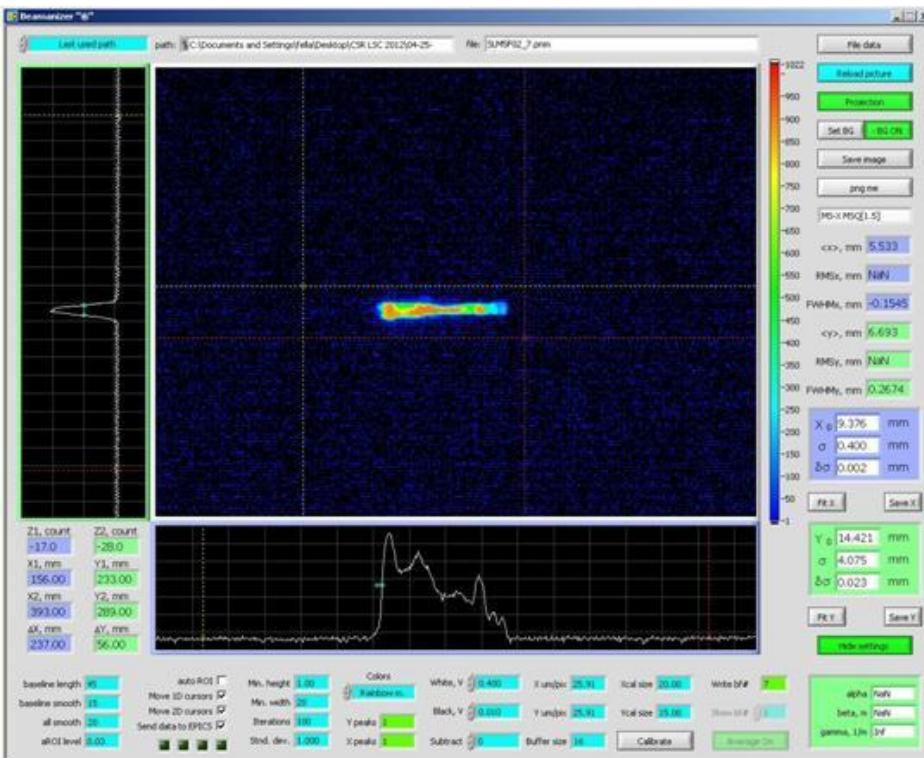 Beamanizer "6"
Last used path
path: C:\Documents and Settings\fella\Desktop\CSR LSC 2012\04-25-
file: SLMSF02_7.pnm
File data
Reload picture
Projection
Set BG
- BG ON
Save image
png me
MS-X MSQ[1.5]
<x>, mm 5.533
RMSx, mm NaN
FWHMx, mm -0.1545
<y>, mm 6.693
RMSy, mm NaN
FWHMy, mm 0.2674
1022
950
900
850
800
750
700
650
600
550
500
450
400
350
300
250
200
150
100
50
1
X 0 9.376 mm
σ 0.400 mm
δσ 0.002 mm
Fit X
Save X
Y 0 14.421 mm
σ 4.075 mm
δσ 0.023 mm
Fit Y
Save Y
Hide settings
Z1, count Z2, count
-17.0 -28.0
X1, mm Y1, mm
156.00 233.00
X2, mm Y2, mm
393.00 289.00
ΔX, mm ΔY, mm
237.00 56.00
baseline length 45
baseline smooth 15
all smooth 20
aROI level 0.00
auto ROI
Move 1D cursors
Move 2D cursors
Send data to EPICS
Min. height 1.00
Min. width 20
Iterations 100
Stnd. dev. 1.000
Colors
Rainbow m.
Y peaks 1
X peaks 1
White, V 0.400
Black, V 0.010
Subtract 0
X um/pix 25.91
Y um/pix 25.91
Buffer size 16
Xcal size 20.00
Ycal size 15.00
Calibrate
Write bf# 7
Show bf#
Average On
alpha NaN
beta, m NaN
gamma, 1/m Inf